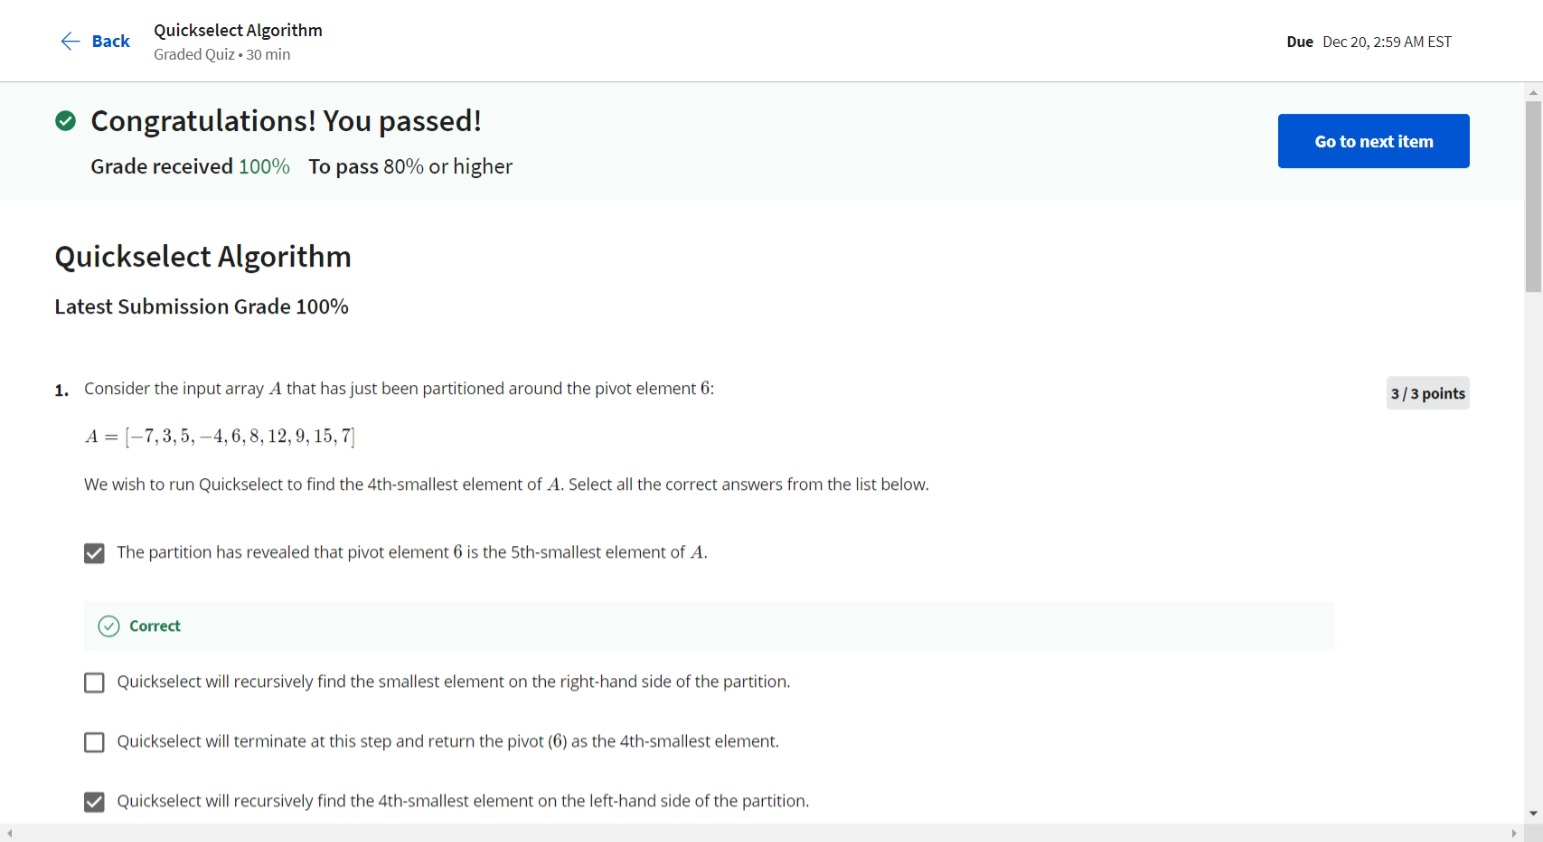 Back
Quickselect Algorithm
Graded Quiz • 30 min
Due Dec 20, 2:59 AM EST
Congratulations! You passed!
Grade received 100% To pass 80% or higher
Go to next item
Quickselect Algorithm
Latest Submission Grade 100%
1. Consider the input array A that has just been partitioned around the pivot element 6:
3 / 3 points
A = [−7, 3, 5, −4, 6, 8, 12, 9, 15, 7]
We wish to run Quickselect to find the 4th-smallest element of A. Select all the correct answers from the list below.
The partition has revealed that pivot element 6 is the 5th-smallest element of A.
Correct
Quickselect will recursively find the smallest element on the right-hand side of the partition.
Quickselect will terminate at this step and return the pivot (6) as the 4th-smallest element.
Quickselect will recursively find the 4th-smallest element on the left-hand side of the partition.